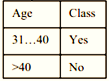 Age Class
31…40 Yes
>40 No